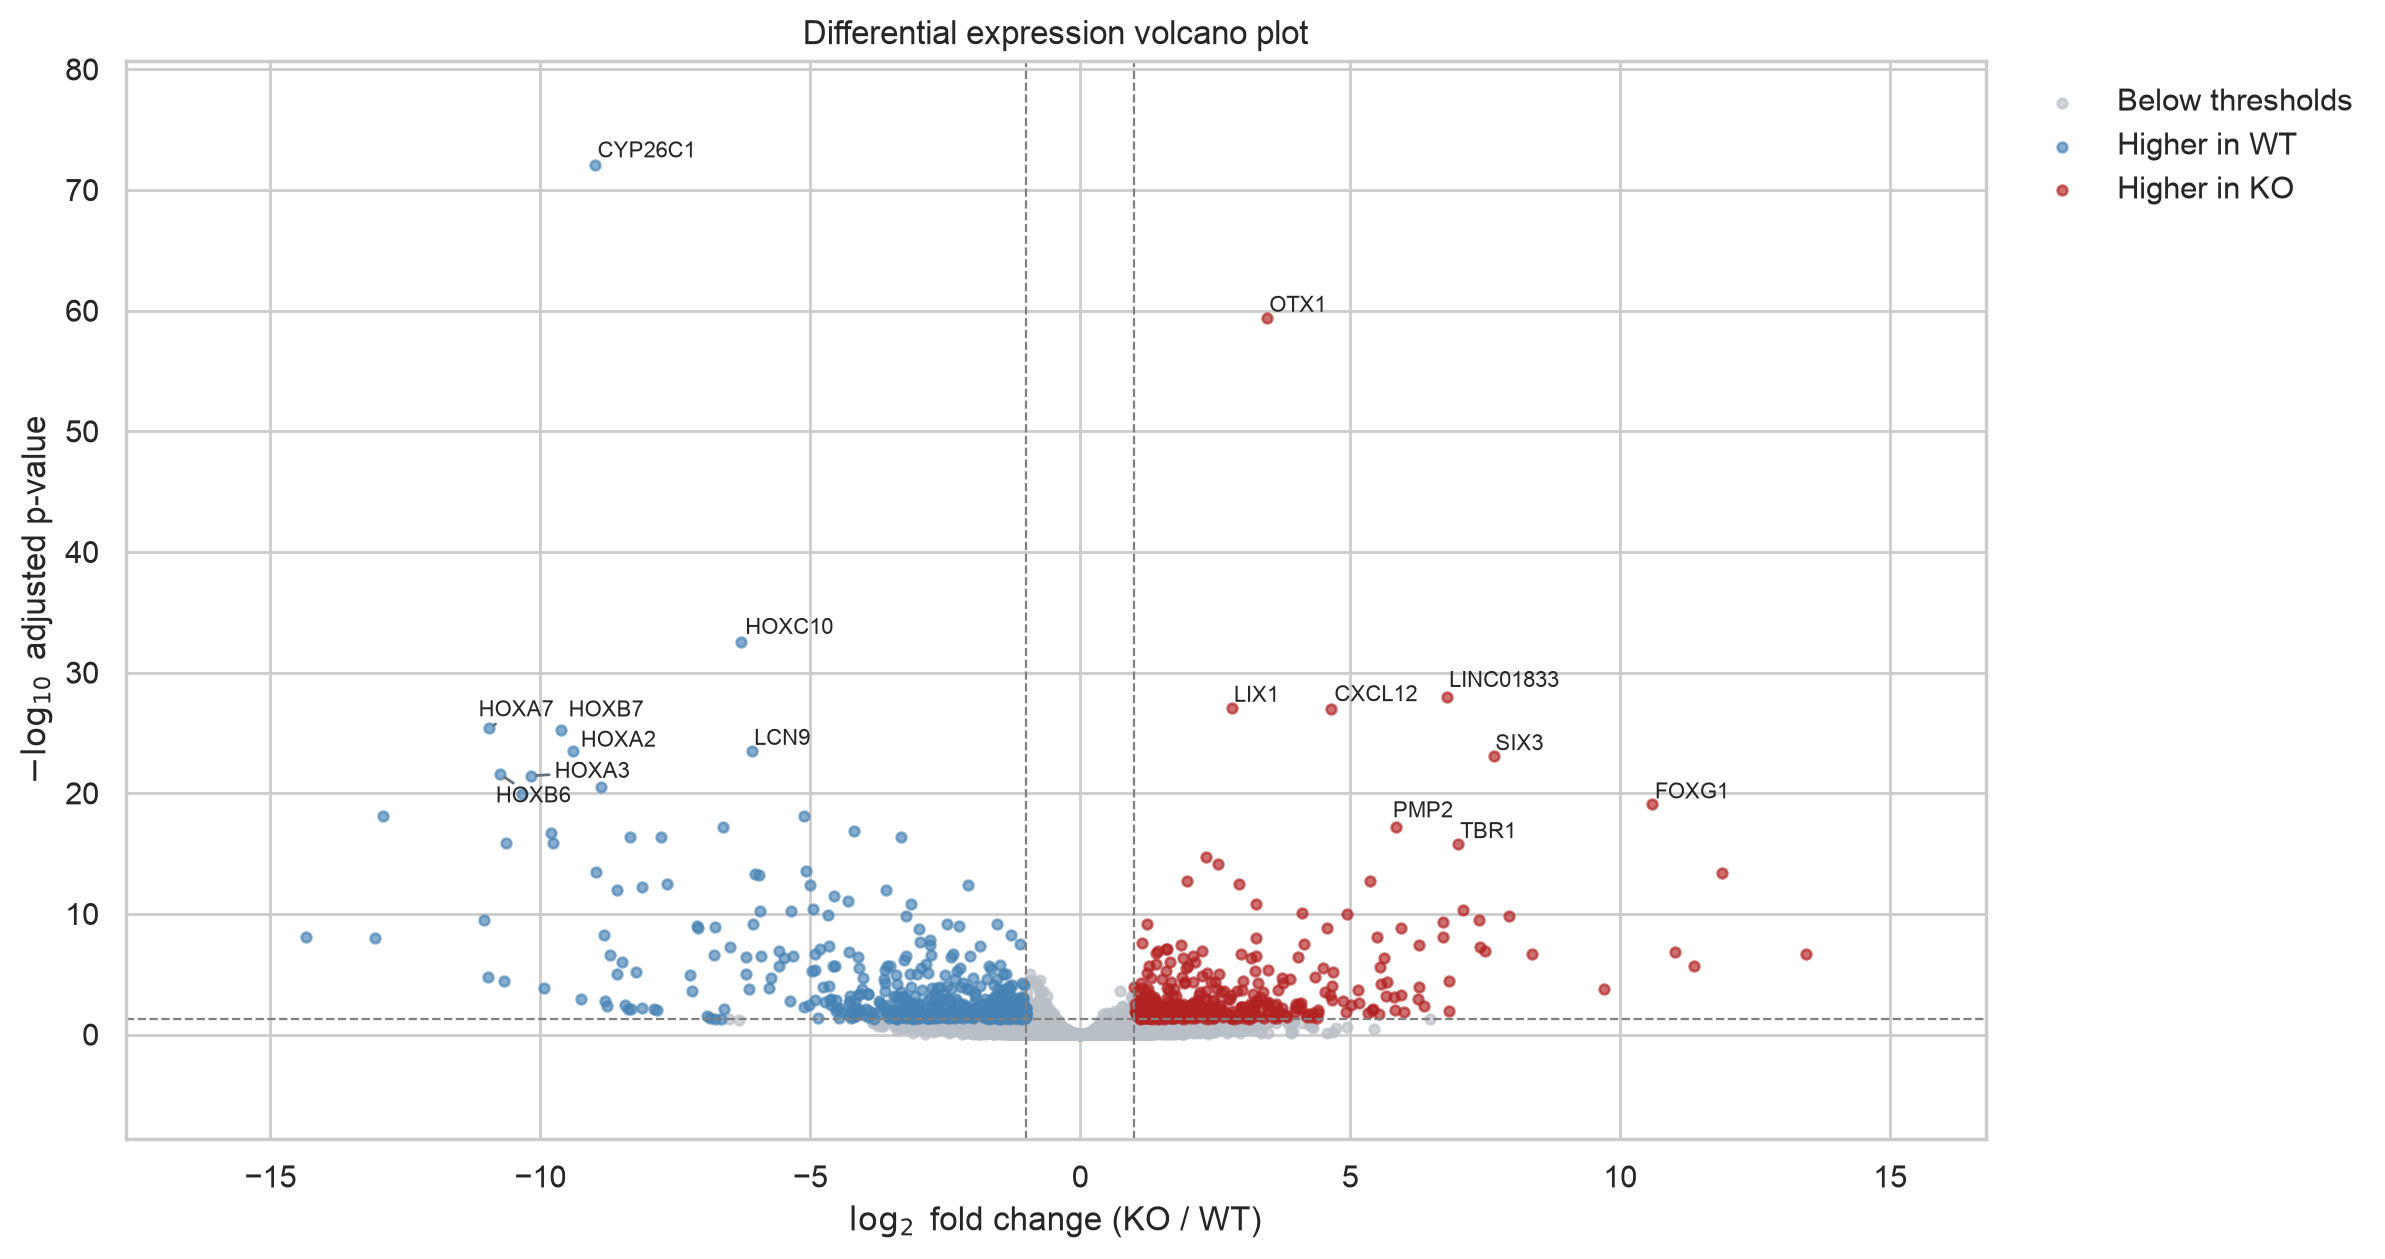 Differential expression volcano plot
80
70
60
50
40
30
20
10
0
−log10 adjusted p-value
CYP26C1
OTX1
HOXC10
LINC01833
LIX1
CXCL12
HOXA7
HOXB7
HOXA2
LCN9
SIX3
HOXA3
HOXB6
FOXG1
PMP2
TBR1
−15
−10
−5
0
5
10
15
log2 fold change (KO / WT)
Below thresholds
Higher in WT
Higher in KO